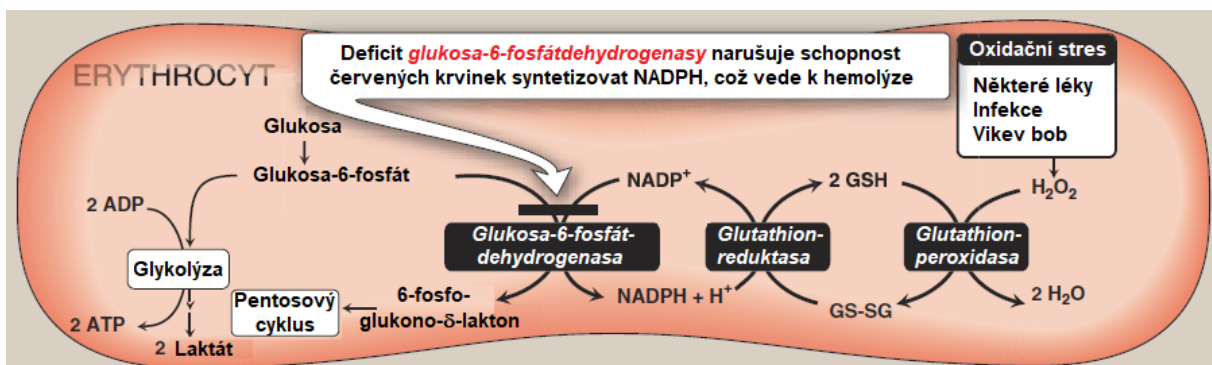 Deficit glukosa-6-fosfátdehydrogenasy narušuje schopnost
červených krvinek syntetizovat NADPH, což vede k hemolýze
Oxidační stres
Některé léky
Infekce
Vikev bob
ERYTHROCYT
Glukosa
Glukosa-6-fosfát
NADP⁺
2 GSH
H₂O₂
2 ADP
Glukosa-6-fosfát-
dehydrogenasa
Glutathion-
reduktasa
Glutathion-
peroxidasa
Glykolýza
Pentosový
cyklus
6-fosfo-
glukono-δ-lakton
NADPH + H⁺
GS-SG
2 H₂O
2 ATP
2 Laktát